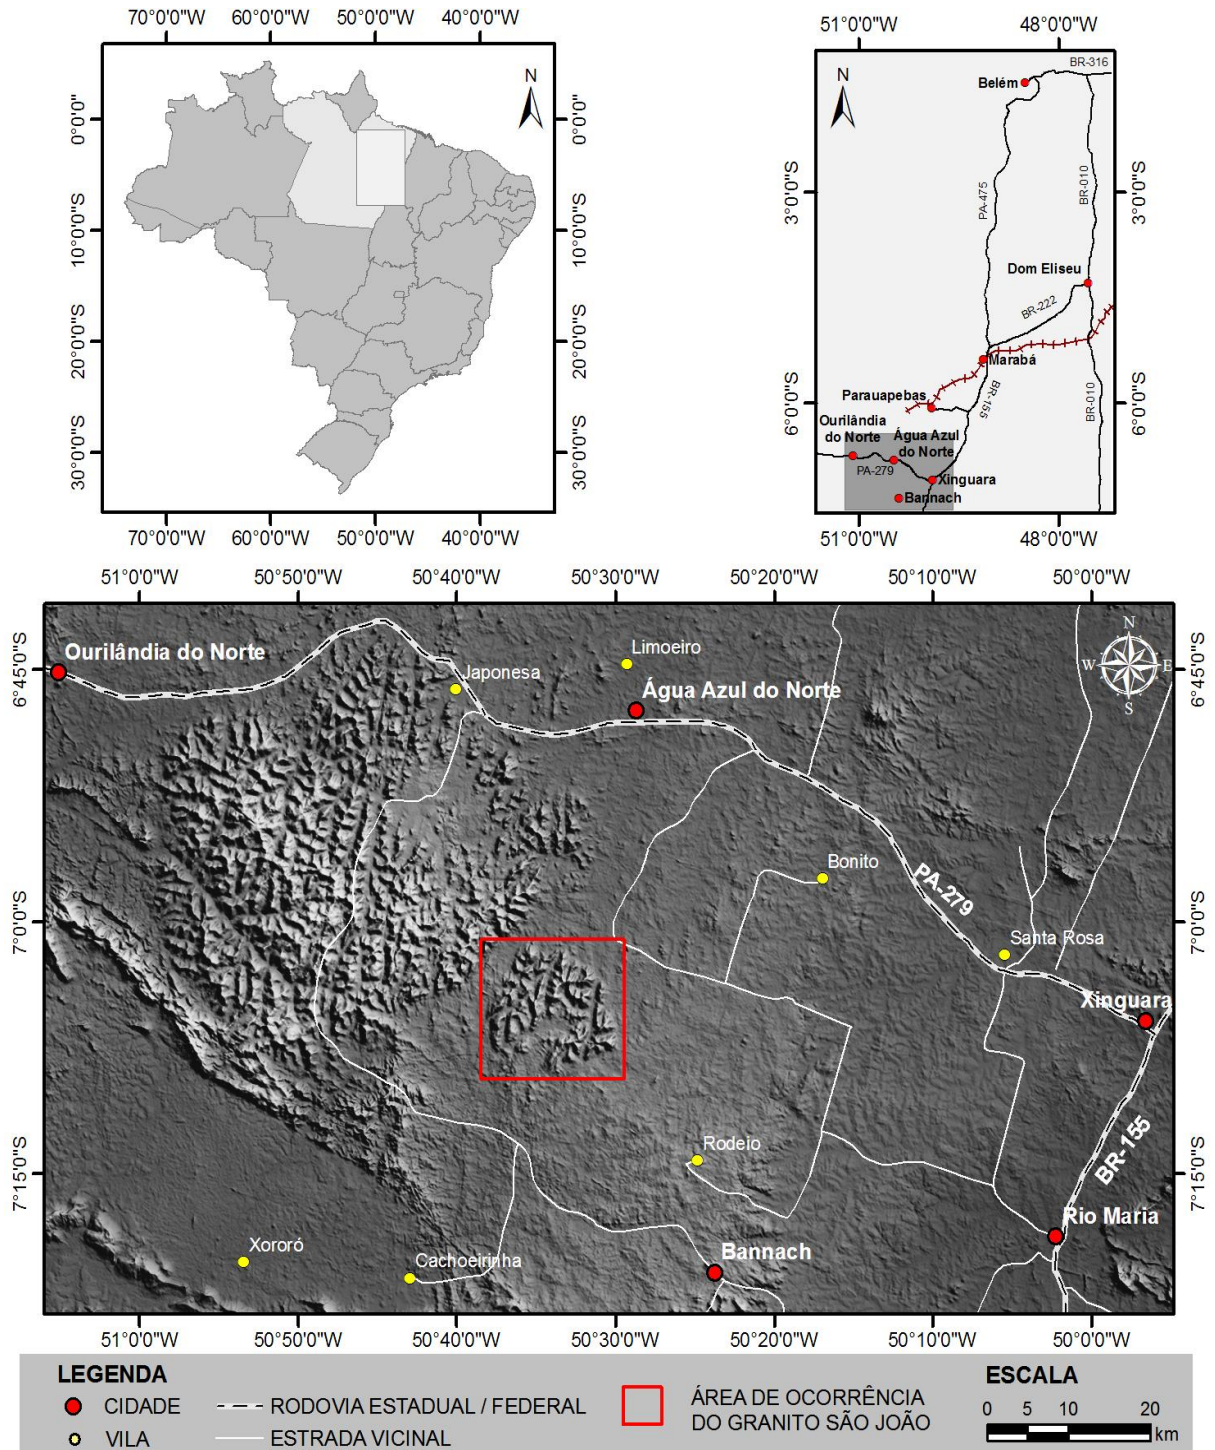 70°0'0"W 60°0'0"W 50°0'0"W 40°0'0"W
N
0°0'0"
10°0'0"S
20°0'0"S
30°0'0"S
0°0'0"
10°0'0"S
20°0'0"S
30°0'0"S
70°0'0"W 60°0'0"W 50°0'0"W 40°0'0"W
51°0'0"W 48°0'0"W
N
BR-316
Belém
PA-475
BR-010
3°0'0"S
3°0'0"S
Dom Eliseu
BR-222
Marabá
Parauapebas
BR-155
BR-010
6°0'0"S
6°0'0"S
Ourilândia
do Norte
Água Azul
do Norte
PA-279
Xinguara
Bannach
51°0'0"W 48°0'0"W
51°0'0"W 50°50'0"W 50°40'0"W 50°30'0"W 50°20'0"W 50°10'0"W 50°0'0"W
6°45'0"S
6°45'0"S
N
W E
S
Ourilândia do Norte
Japonesa
Limoeiro
Água Azul do Norte
Bonito
PA-279
7°0'0"S
7°0'0"S
Santa Rosa
Xinguara
BR-155
7°15'0"S
7°15'0"S
Rodeio
Rio Maria
Xororó
Cachoeirinha
Bannach
51°0'0"W 50°50'0"W 50°40'0"W 50°30'0"W 50°20'0"W 50°10'0"W 50°0'0"W
LEGENDA
CIDADE
VILA
RODOVIA ESTADUAL / FEDERAL
ESTRADA VICINAL
ÁREA DE OCORRÊNCIA
DO GRANITO SÃO JOÃO
ESCALA
0 5 10 20
km